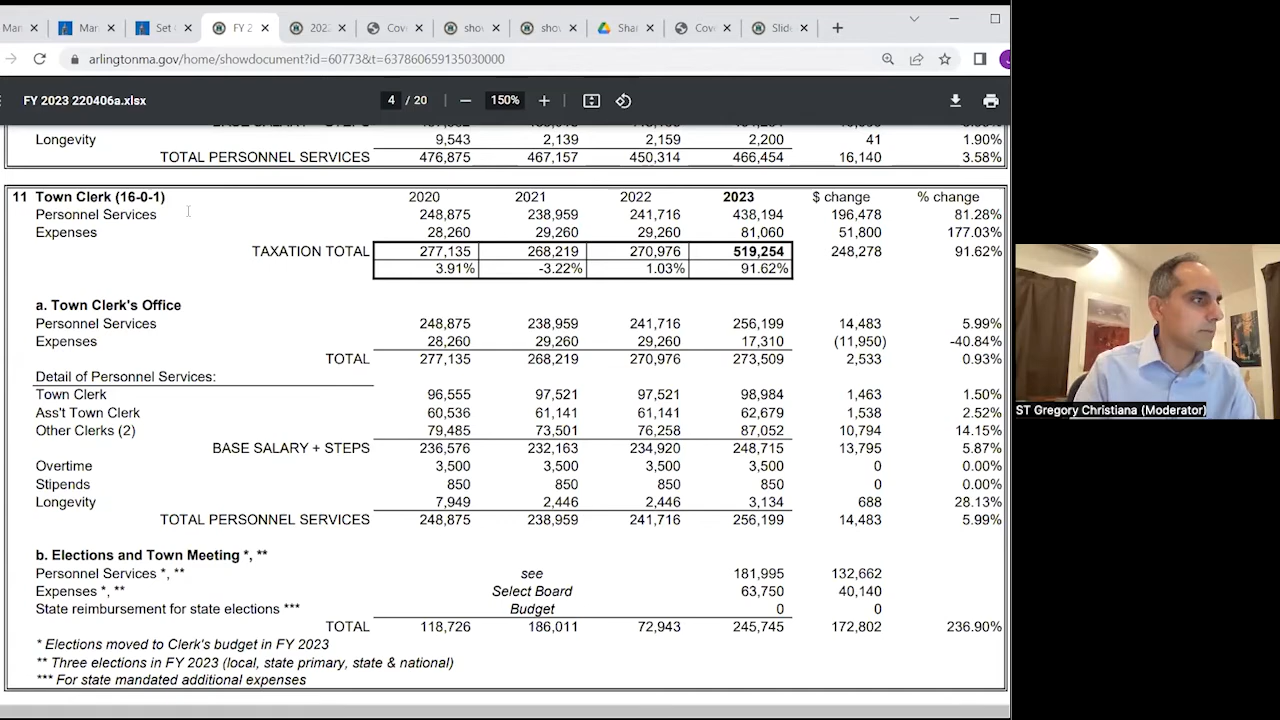 Mar
Mar
Set
FY 2
202
Cov
sho
sho
Shar
Cov
Slid
arlingtonma.gov/home/showdocument?id=60773&t=637860659135030000
FY 2023 220406a.xlsx 4 / 20 150%
Longevity 9,543 2,139 2,159 2,200 41 1.90%
TOTAL PERSONNEL SERVICES 476,875 467,157 450,314 466,454 16,140 3.58%
11 Town Clerk (16-0-1) 2020 2021 2022 2023 $ change % change
Personnel Services 248,875 238,959 241,716 438,194 196,478 81.28%
Expenses 28,260 29,260 29,260 81,060 51,800 177.03%
TAXATION TOTAL 277,135 268,219 270,976 519,254 248,278 91.62%
3.91% -3.22% 1.03% 91.62%
a. Town Clerk's Office
Personnel Services 248,875 238,959 241,716 256,199 14,483 5.99%
Expenses 28,260 29,260 29,260 17,310 (11,950) -40.84%
TOTAL 277,135 268,219 270,976 273,509 2,533 0.93%
Detail of Personnel Services:
Town Clerk 96,555 97,521 97,521 98,984 1,463 1.50%
Ass't Town Clerk 60,536 61,141 61,141 62,679 1,538 2.52%
Other Clerks (2) 79,485 73,501 76,258 87,052 10,794 14.15%
BASE SALARY + STEPS 236,576 232,163 234,920 248,715 13,795 5.87%
Overtime 3,500 3,500 3,500 3,500 0 0.00%
Stipends 850 850 850 850 0 0.00%
Longevity 7,949 2,446 2,446 3,134 688 28.13%
TOTAL PERSONNEL SERVICES 248,875 238,959 241,716 256,199 14,483 5.99%
b. Elections and Town Meeting *, **
Personnel Services *, ** see 181,995 132,662
Expenses *, ** Select Board 63,750 40,140
State reimbursement for state elections *** Budget 0 0
TOTAL 118,726 186,011 72,943 245,745 172,802 236.90%
* Elections moved to Clerk's budget in FY 2023
** Three elections in FY 2023 (local, state primary, state & national)
*** For state mandated additional expenses
ST Gregory Christiana (Moderator)